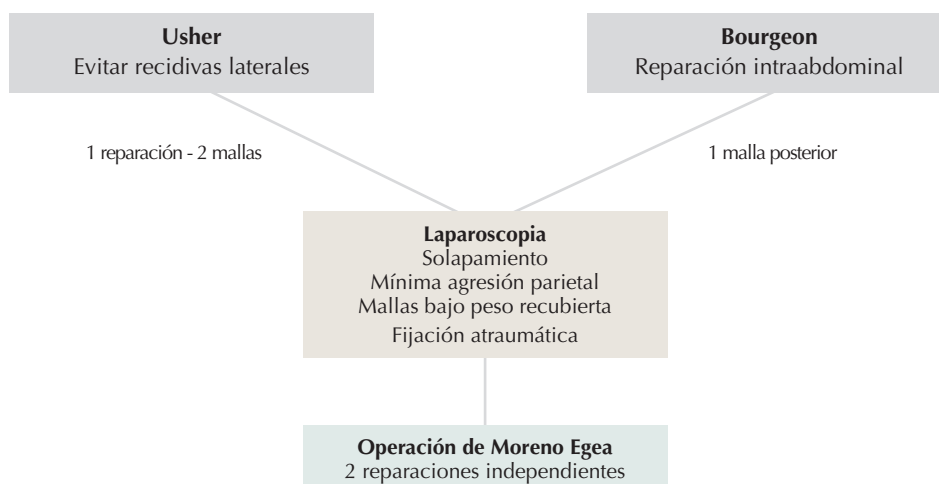 Usher
Evitar recidivas laterales
Bourgeon
Reparación intraabdominal
1 reparación - 2 mallas
1 malla posterior
Laparoscopia
Solapamiento
Mínima agresión parietal
Mallas bajo peso recubierta
Fijación atraumática
Operación de Moreno Egea
2 reparaciones independientes